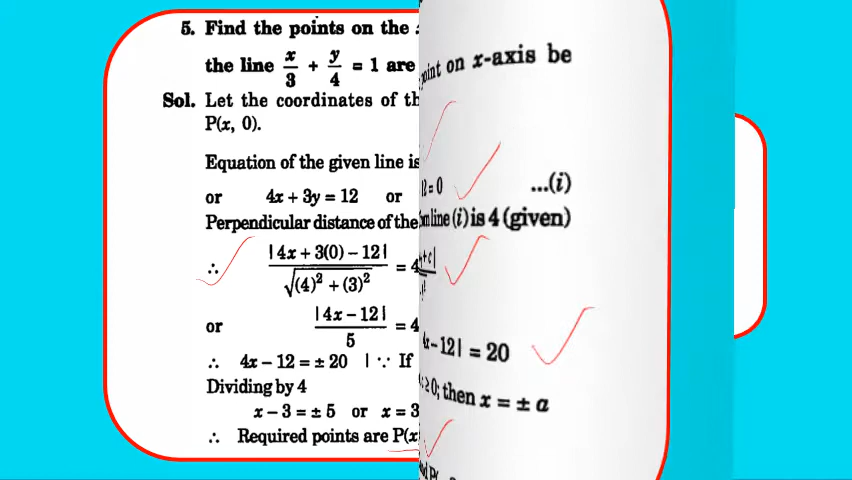 5. Find the points on the
the line x/3 + y/4 = 1 are
Sol. Let the coordinates of point on x-axis be
P(x, 0).
Equation of the given line is
or 4x + 3y = 12 or 12 = 0 ...(i)
Perpendicular distance of the line (i) is 4 (given)
∴ |4x + 3(0) − 12| / √((4)² + (3)²) = 4 + c|
or |4x − 12| / 5 = 4 4x − 12| = 20
∴ 4x − 12 = ± 20 | ∵ If ≥ 0; then x = ± a
Dividing by 4
x − 3 = ± 5 or x = 3
∴ Required points are P(x